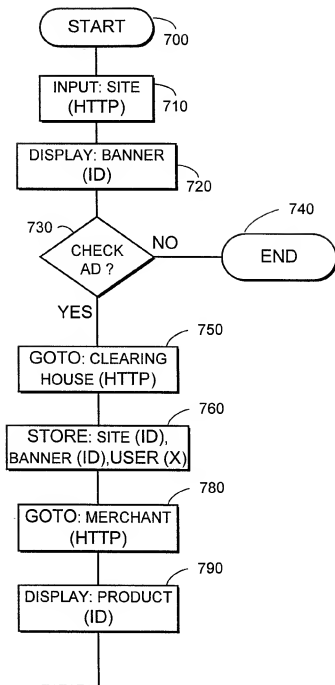 START
700
INPUT: SITE
(HTTP)
710
DISPLAY: BANNER
(ID)
720
730
CHECK
AD ?
NO
740
END
YES
750
GOTO: CLEARING
HOUSE (HTTP)
760
STORE: SITE (ID),
BANNER (ID),USER (X)
780
GOTO: MERCHANT
(HTTP)
790
DISPLAY: PRODUCT
(ID)